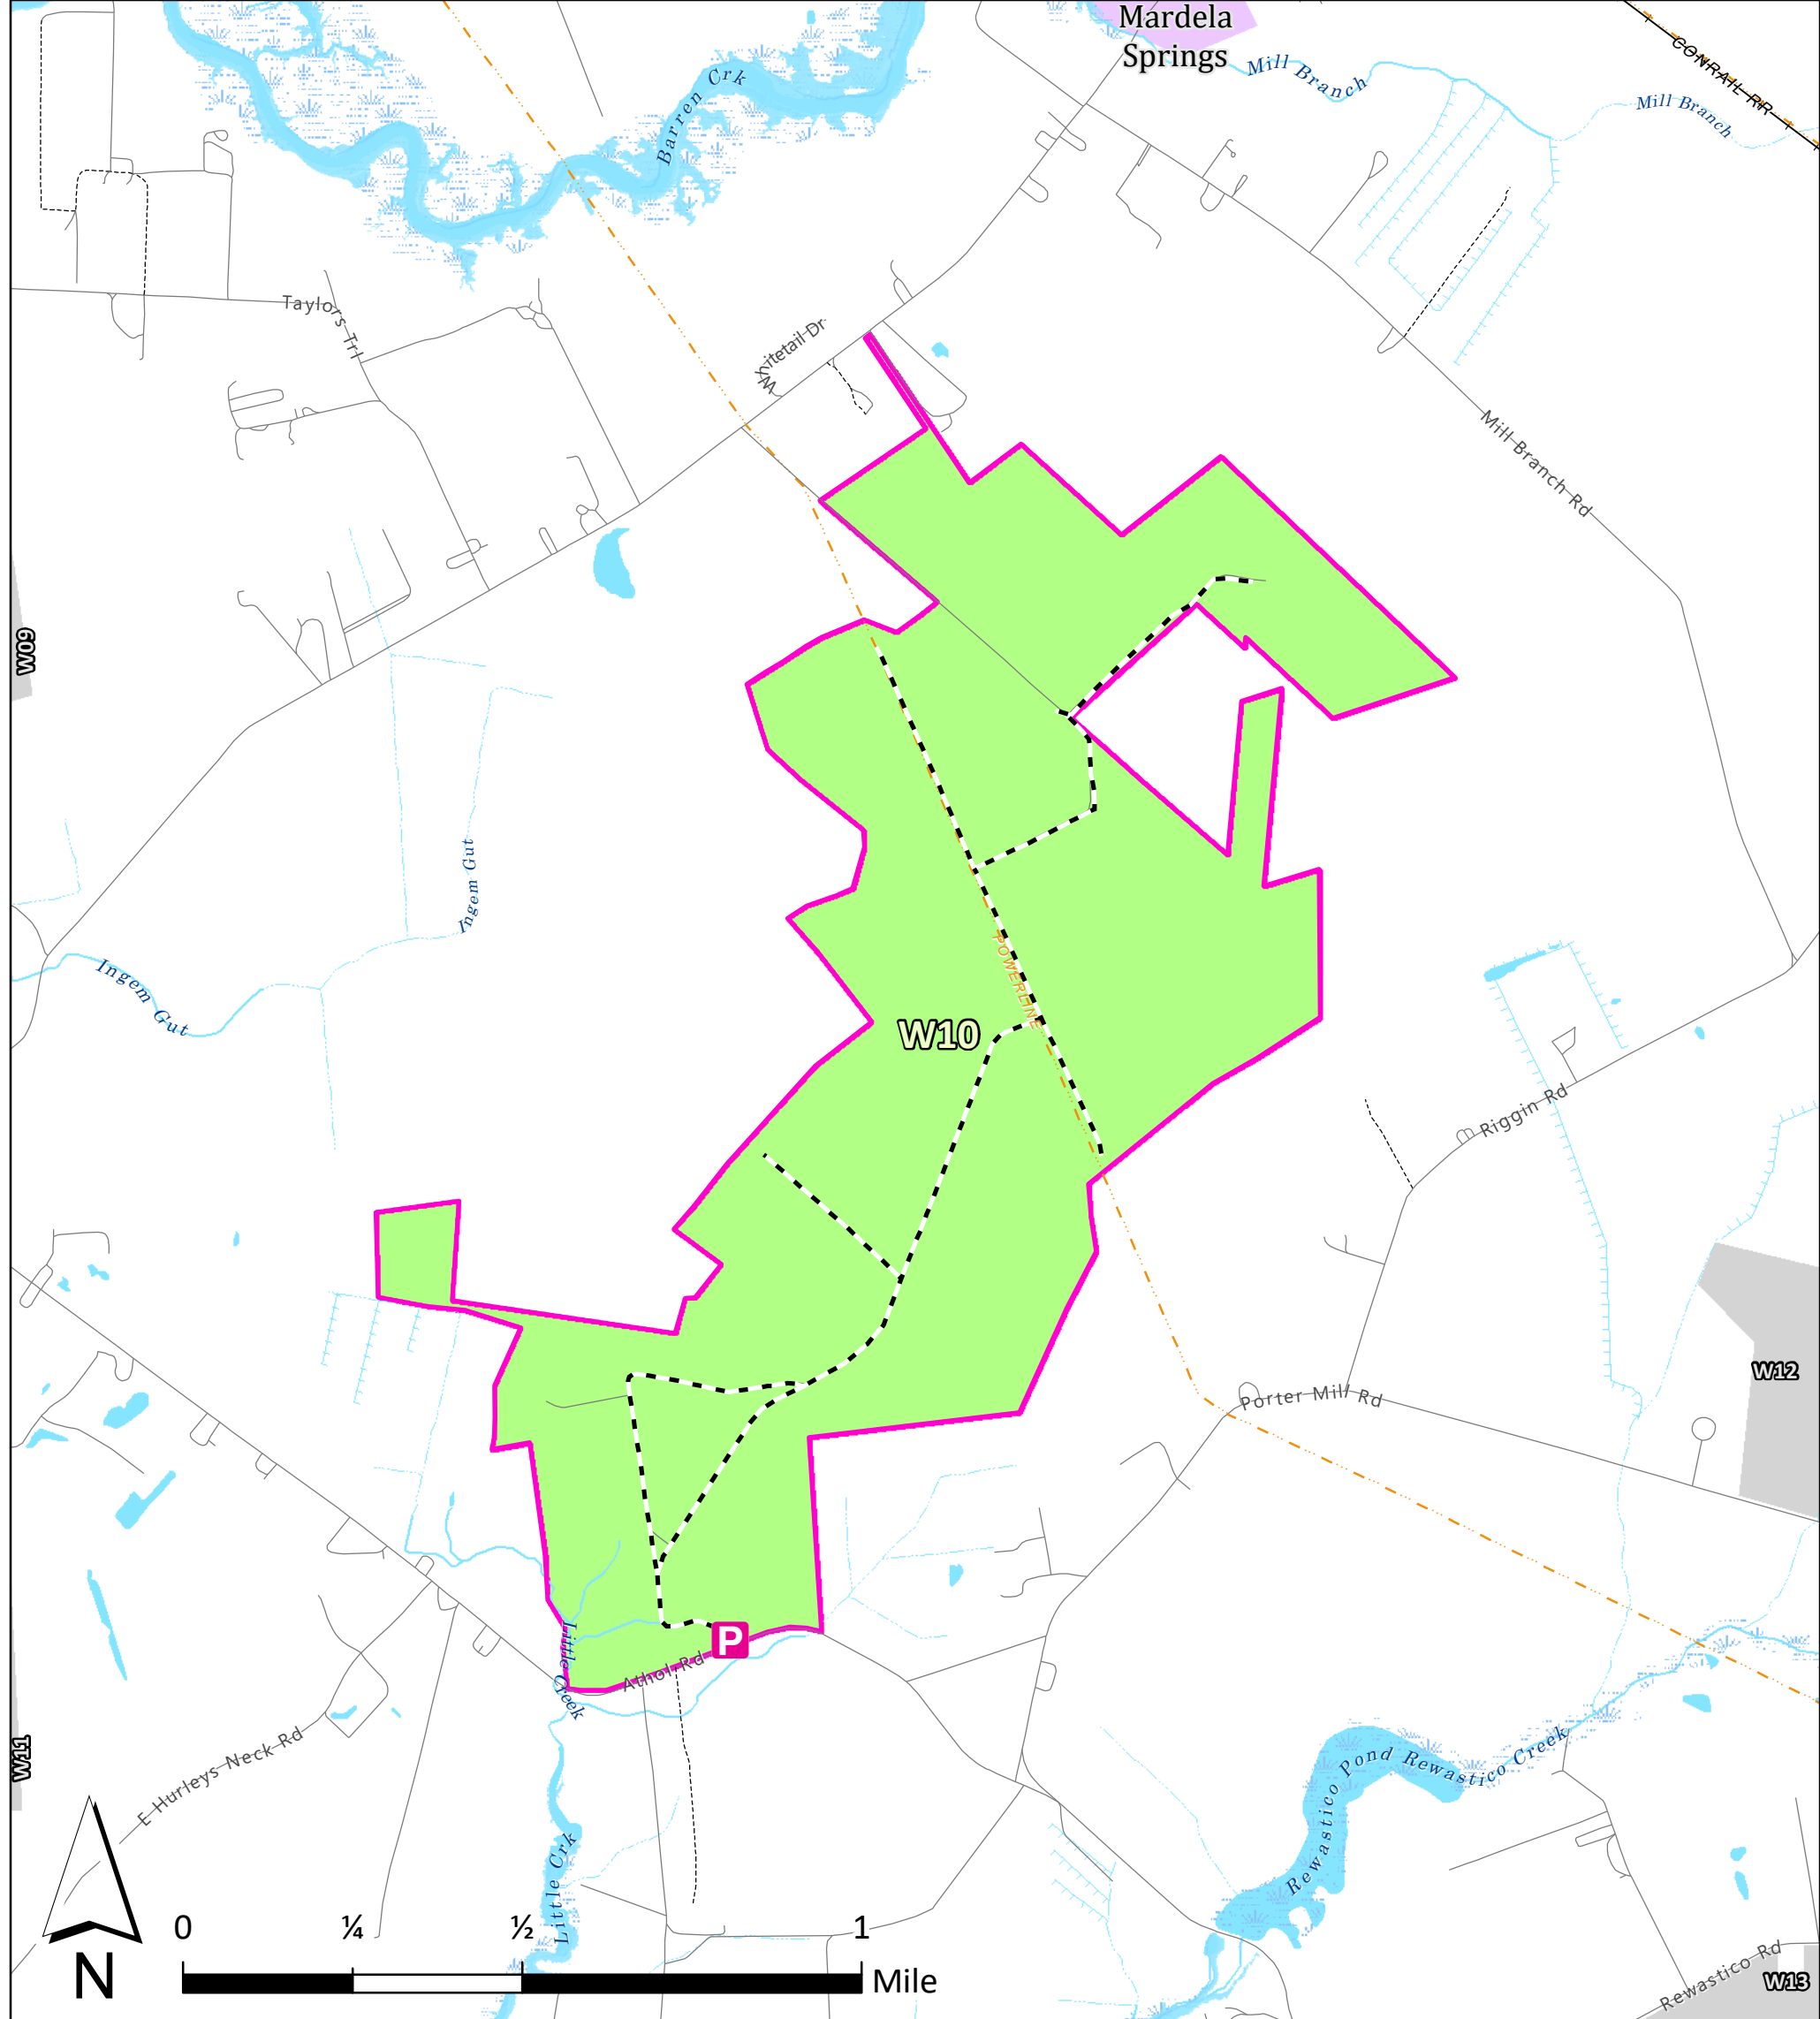 Mardela
Springs
Mill Branch
CONRAIL RR
Mill Branch
Barren Crk
Taylors Trl
Whitetail Dr
Mill Branch Rd
W09
Ingem Gut
POWERLINE
Ingem Gut
W10
Riggin Rd
W12
Porter Mill Rd
Little Creek
P
Athol Rd
W11
E Hurleys Neck Rd
Rewastico Pond
Rewastico Creek
Little Crk
0 ¼ ½ 1
Mile
N
Rewastico Rd
W13